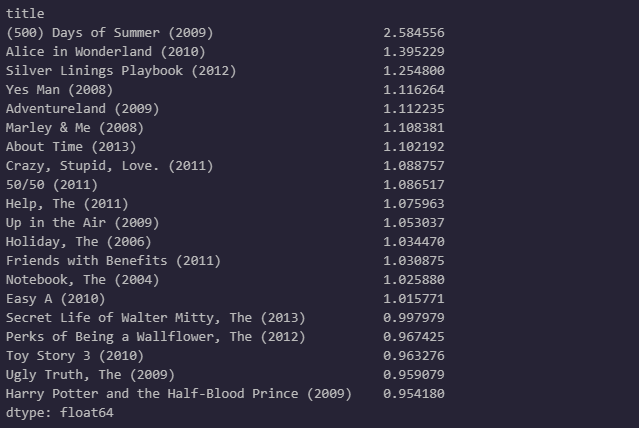 title
(500) Days of Summer (2009) 2.584556
Alice in Wonderland (2010) 1.395229
Silver Linings Playbook (2012) 1.254800
Yes Man (2008) 1.116264
Adventureland (2009) 1.112235
Marley & Me (2008) 1.108381
About Time (2013) 1.102192
Crazy, Stupid, Love. (2011) 1.088757
50/50 (2011) 1.086517
Help, The (2011) 1.075963
Up in the Air (2009) 1.053037
Holiday, The (2006) 1.034470
Friends with Benefits (2011) 1.030875
Notebook, The (2004) 1.025880
Easy A (2010) 1.015771
Secret Life of Walter Mitty, The (2013) 0.997979
Perks of Being a Wallflower, The (2012) 0.967425
Toy Story 3 (2010) 0.963276
Ugly Truth, The (2009) 0.959079
Harry Potter and the Half-Blood Prince (2009) 0.954180
dtype: float64